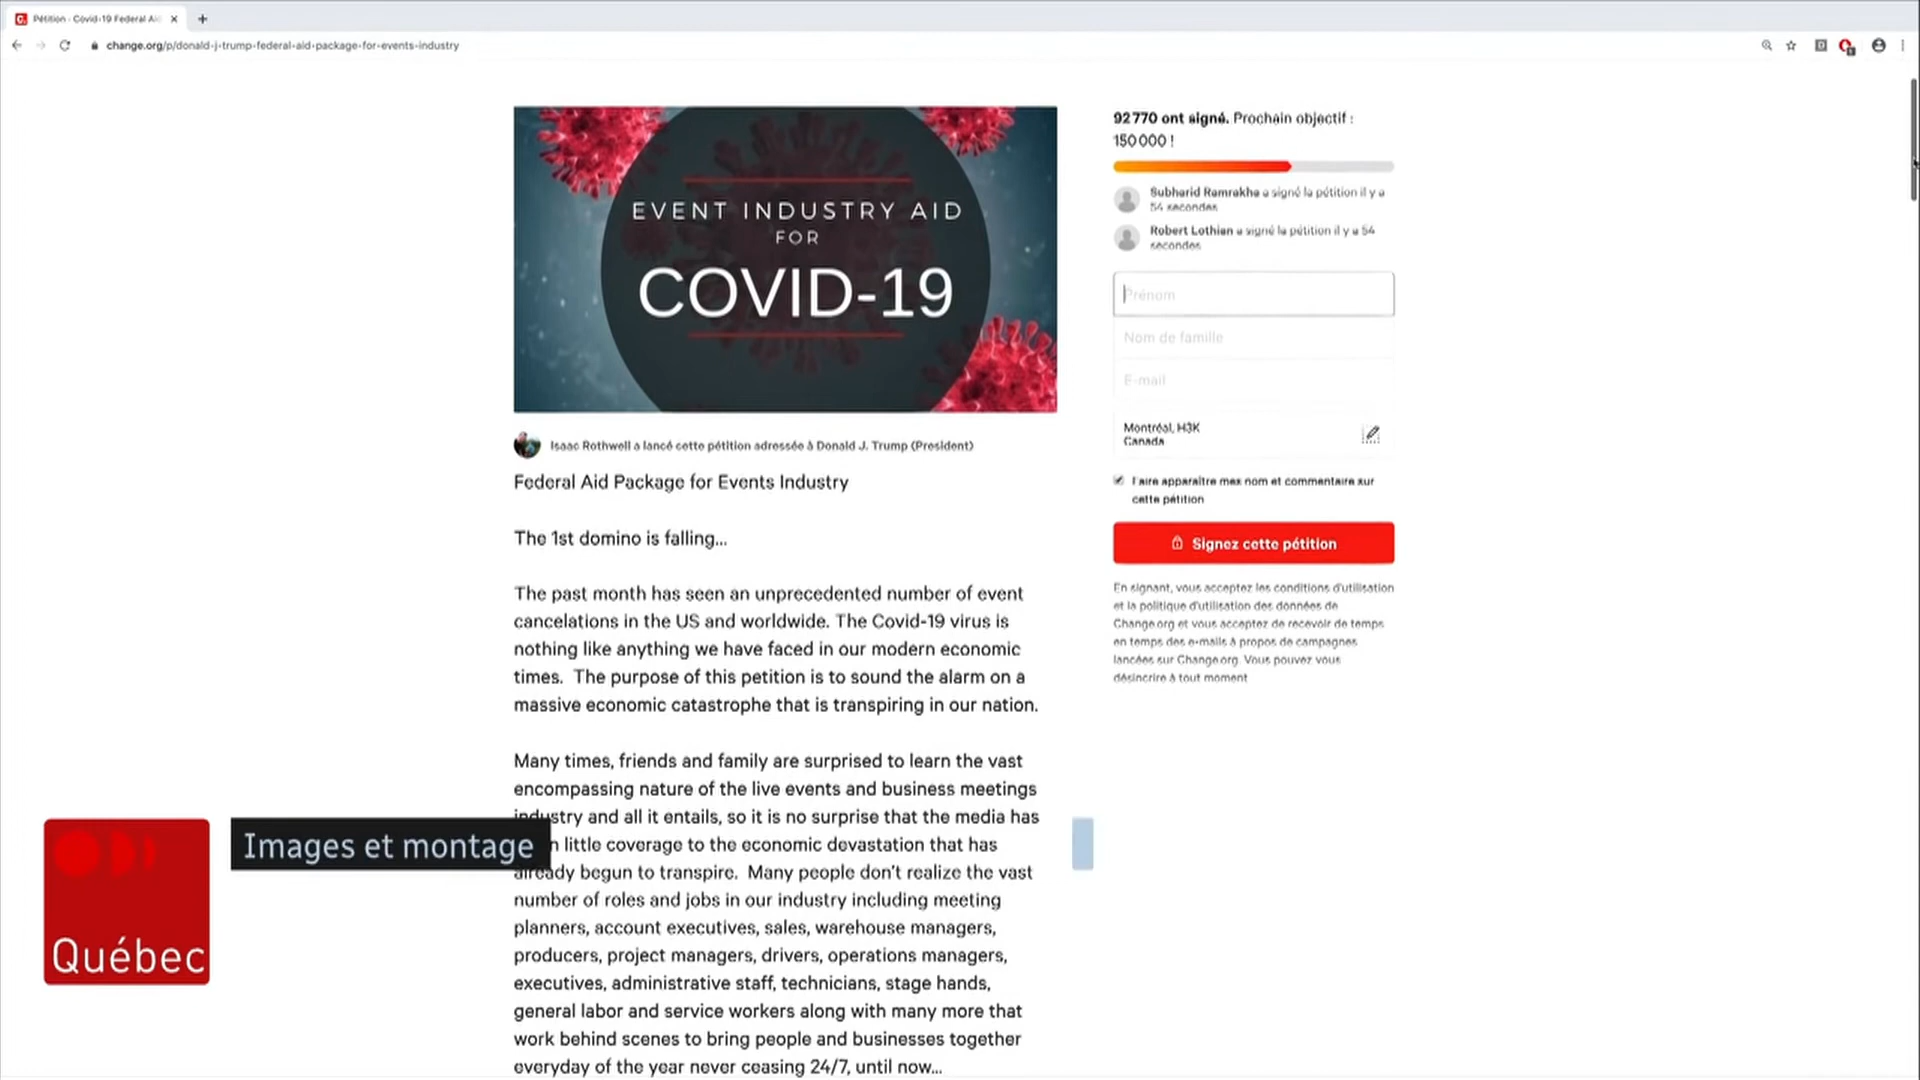 Pétition · Covid-19 Federal Aid
change.org/p/donald-j-trump-federal-aid-package-for-events-industry
EVENT INDUSTRY AID
FOR
COVID-19
Isaac Rothwell a lancé cette pétition adressée à Donald J. Trump (President)
Federal Aid Package for Events Industry
The 1st domino is falling...
The past month has seen an unprecedented number of event
cancelations in the US and worldwide. The Covid-19 virus is
nothing like anything we have faced in our modern economic
times. The purpose of this petition is to sound the alarm on a
massive economic catastrophe that is transpiring in our nation.
Many times, friends and family are surprised to learn the vast
encompassing nature of the live events and business meetings
industry and all it entails, so it is no surprise that the media has
little coverage to the economic devastation that has
already begun to transpire. Many people don't realize the vast
number of roles and jobs in our industry including meeting
planners, account executives, sales, warehouse managers,
producers, project managers, drivers, operations managers,
executives, administrative staff, technicians, stage hands,
general labor and service workers along with many more that
work behind scenes to bring people and businesses together
everyday of the year never ceasing 24/7, until now...
92 770 ont signé. Prochain objectif :
150 000 !
Subharid Ramrakha a signé la pétition il y a
54 secondes
Robert Lothian a signé la pétition il y a 54
secondes
Prénom
Nom de famille
E-mail
Montréal, H3K
Canada
Faire apparaître mes nom et commentaire sur
cette pétition
Signez cette pétition
En signant, vous acceptez les conditions d'utilisation
et la politique d'utilisation des données de
Change.org et vous acceptez de recevoir de temps
en temps des e-mails à propos de campagnes
lancées sur Change.org. Vous pouvez vous
désincrire à tout moment
Images et montage
Québec